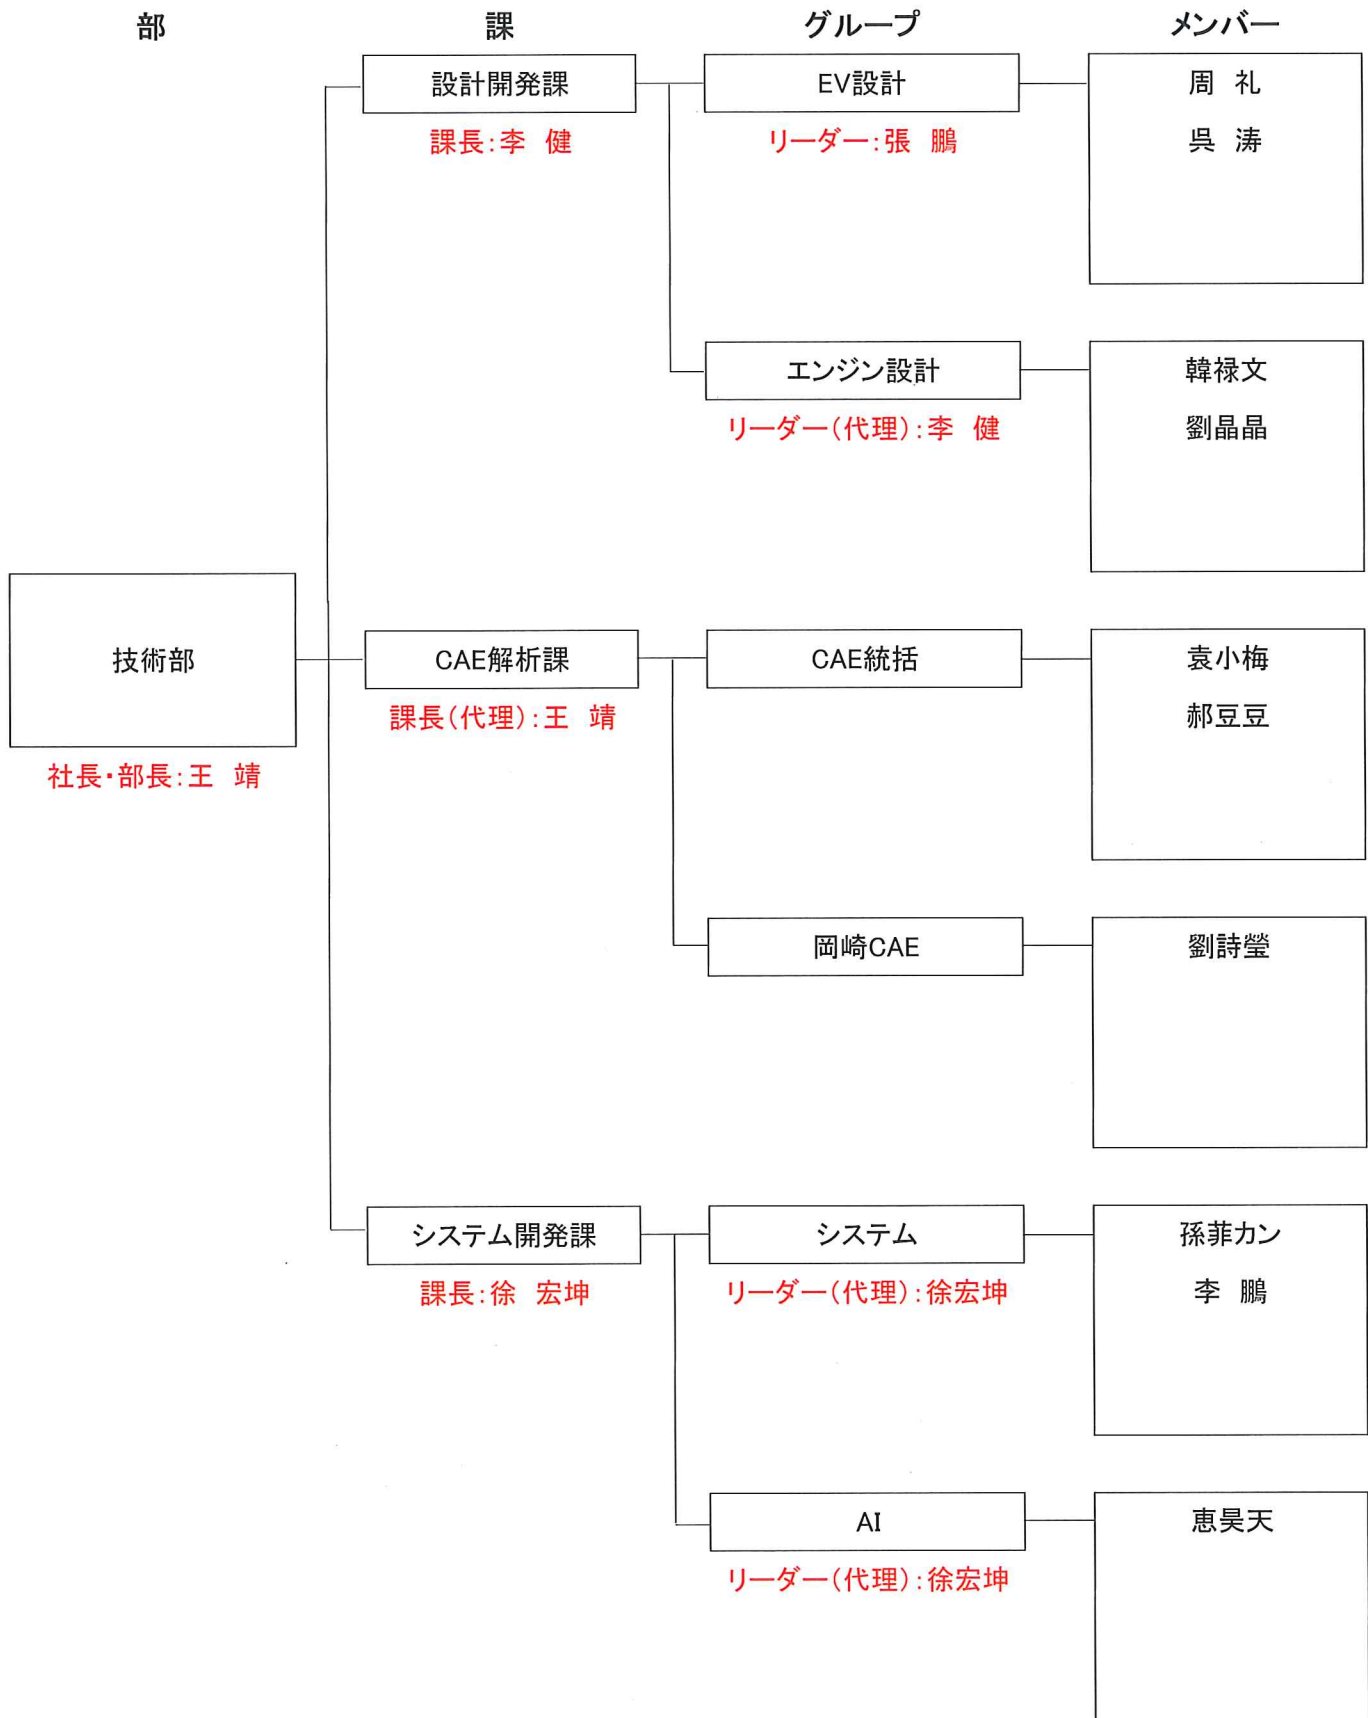 部 課 グループ メンバー
設計開発課 EV設計 周 礼
課長:李 健 リーダー:張 鵬 呉 涛
エンジン設計 韓禄文
リーダー(代理):李 健 劉晶晶
技術部 CAE解析課 CAE統括 袁小梅
課長(代理):王 靖 郝豆豆
社長・部長:王 靖
岡崎CAE 劉詩瑩
システム開発課 システム 孫菲カン
課長:徐 宏坤 リーダー(代理):徐宏坤 李 鵬
AI 恵昊天
リーダー(代理):徐宏坤